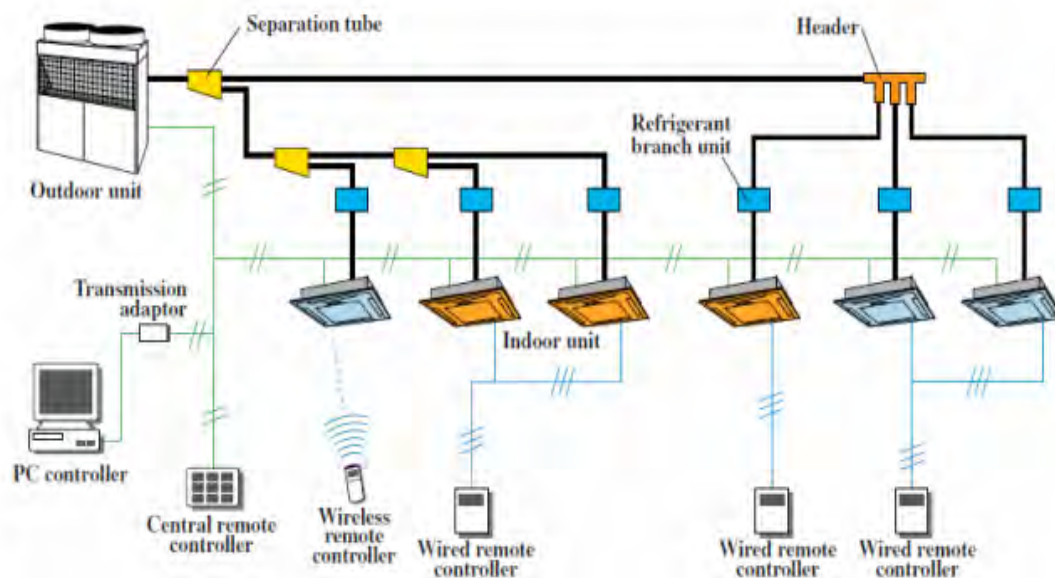 Separation tube
Header
Refrigerant
branch unit
Outdoor unit
Transmission
adaptor
Indoor unit
PC controller
Central remote
controller
Wireless
remote
controller
Wired remote
controller
Wired remote
controller
Wired remote
controller